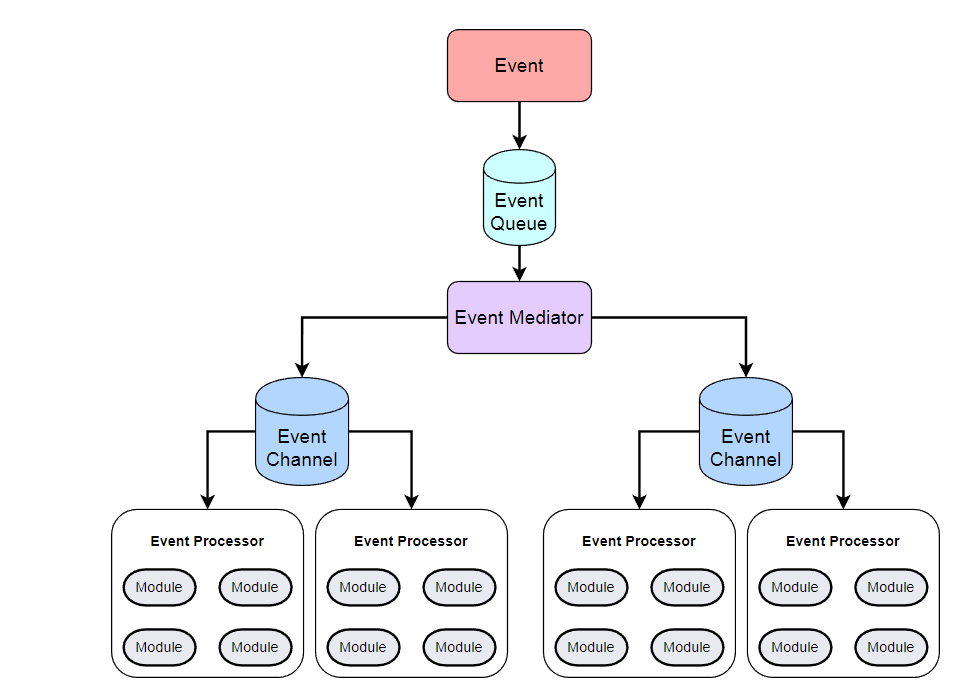 Event
Event
Queue
Event Mediator
Event
Channel
Event
Channel
Event Processor
Event Processor
Event Processor
Event Processor
Module Module Module Module Module Module Module Module
Module Module Module Module Module Module Module Module